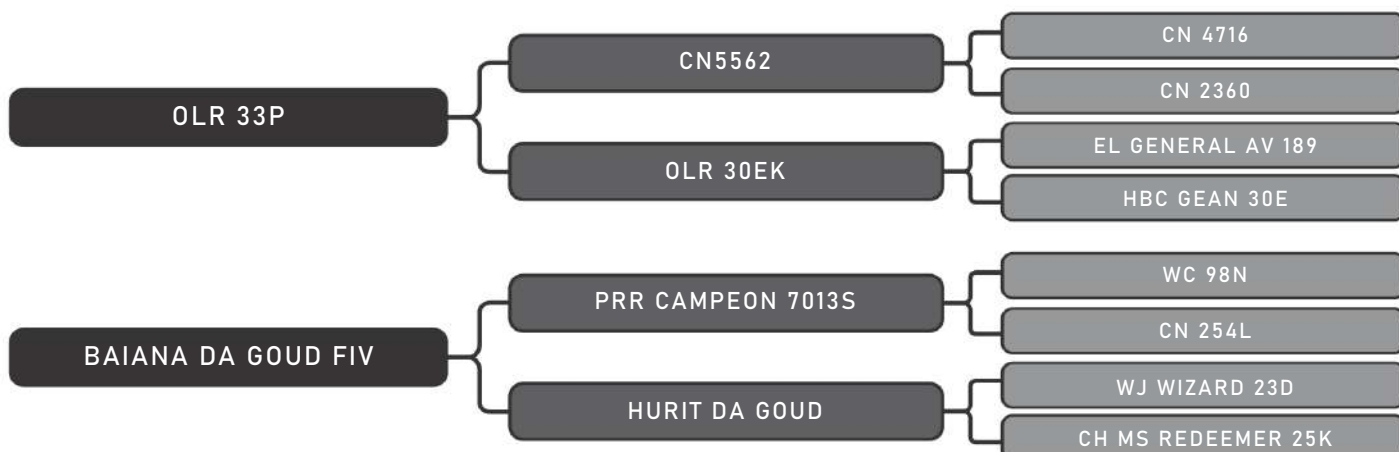 OLR 33P
CN5562
CN 4716
CN 2360
OLR 30EK
EL GENERAL AV 189
HBC GEAN 30E
BAIANA DA GOUD FIV
PRR CAMPEON 7013S
WC 98N
CN 254L
HURIT DA GOUD
WJ WIZARD 23D
CH MS REDEEMER 25K